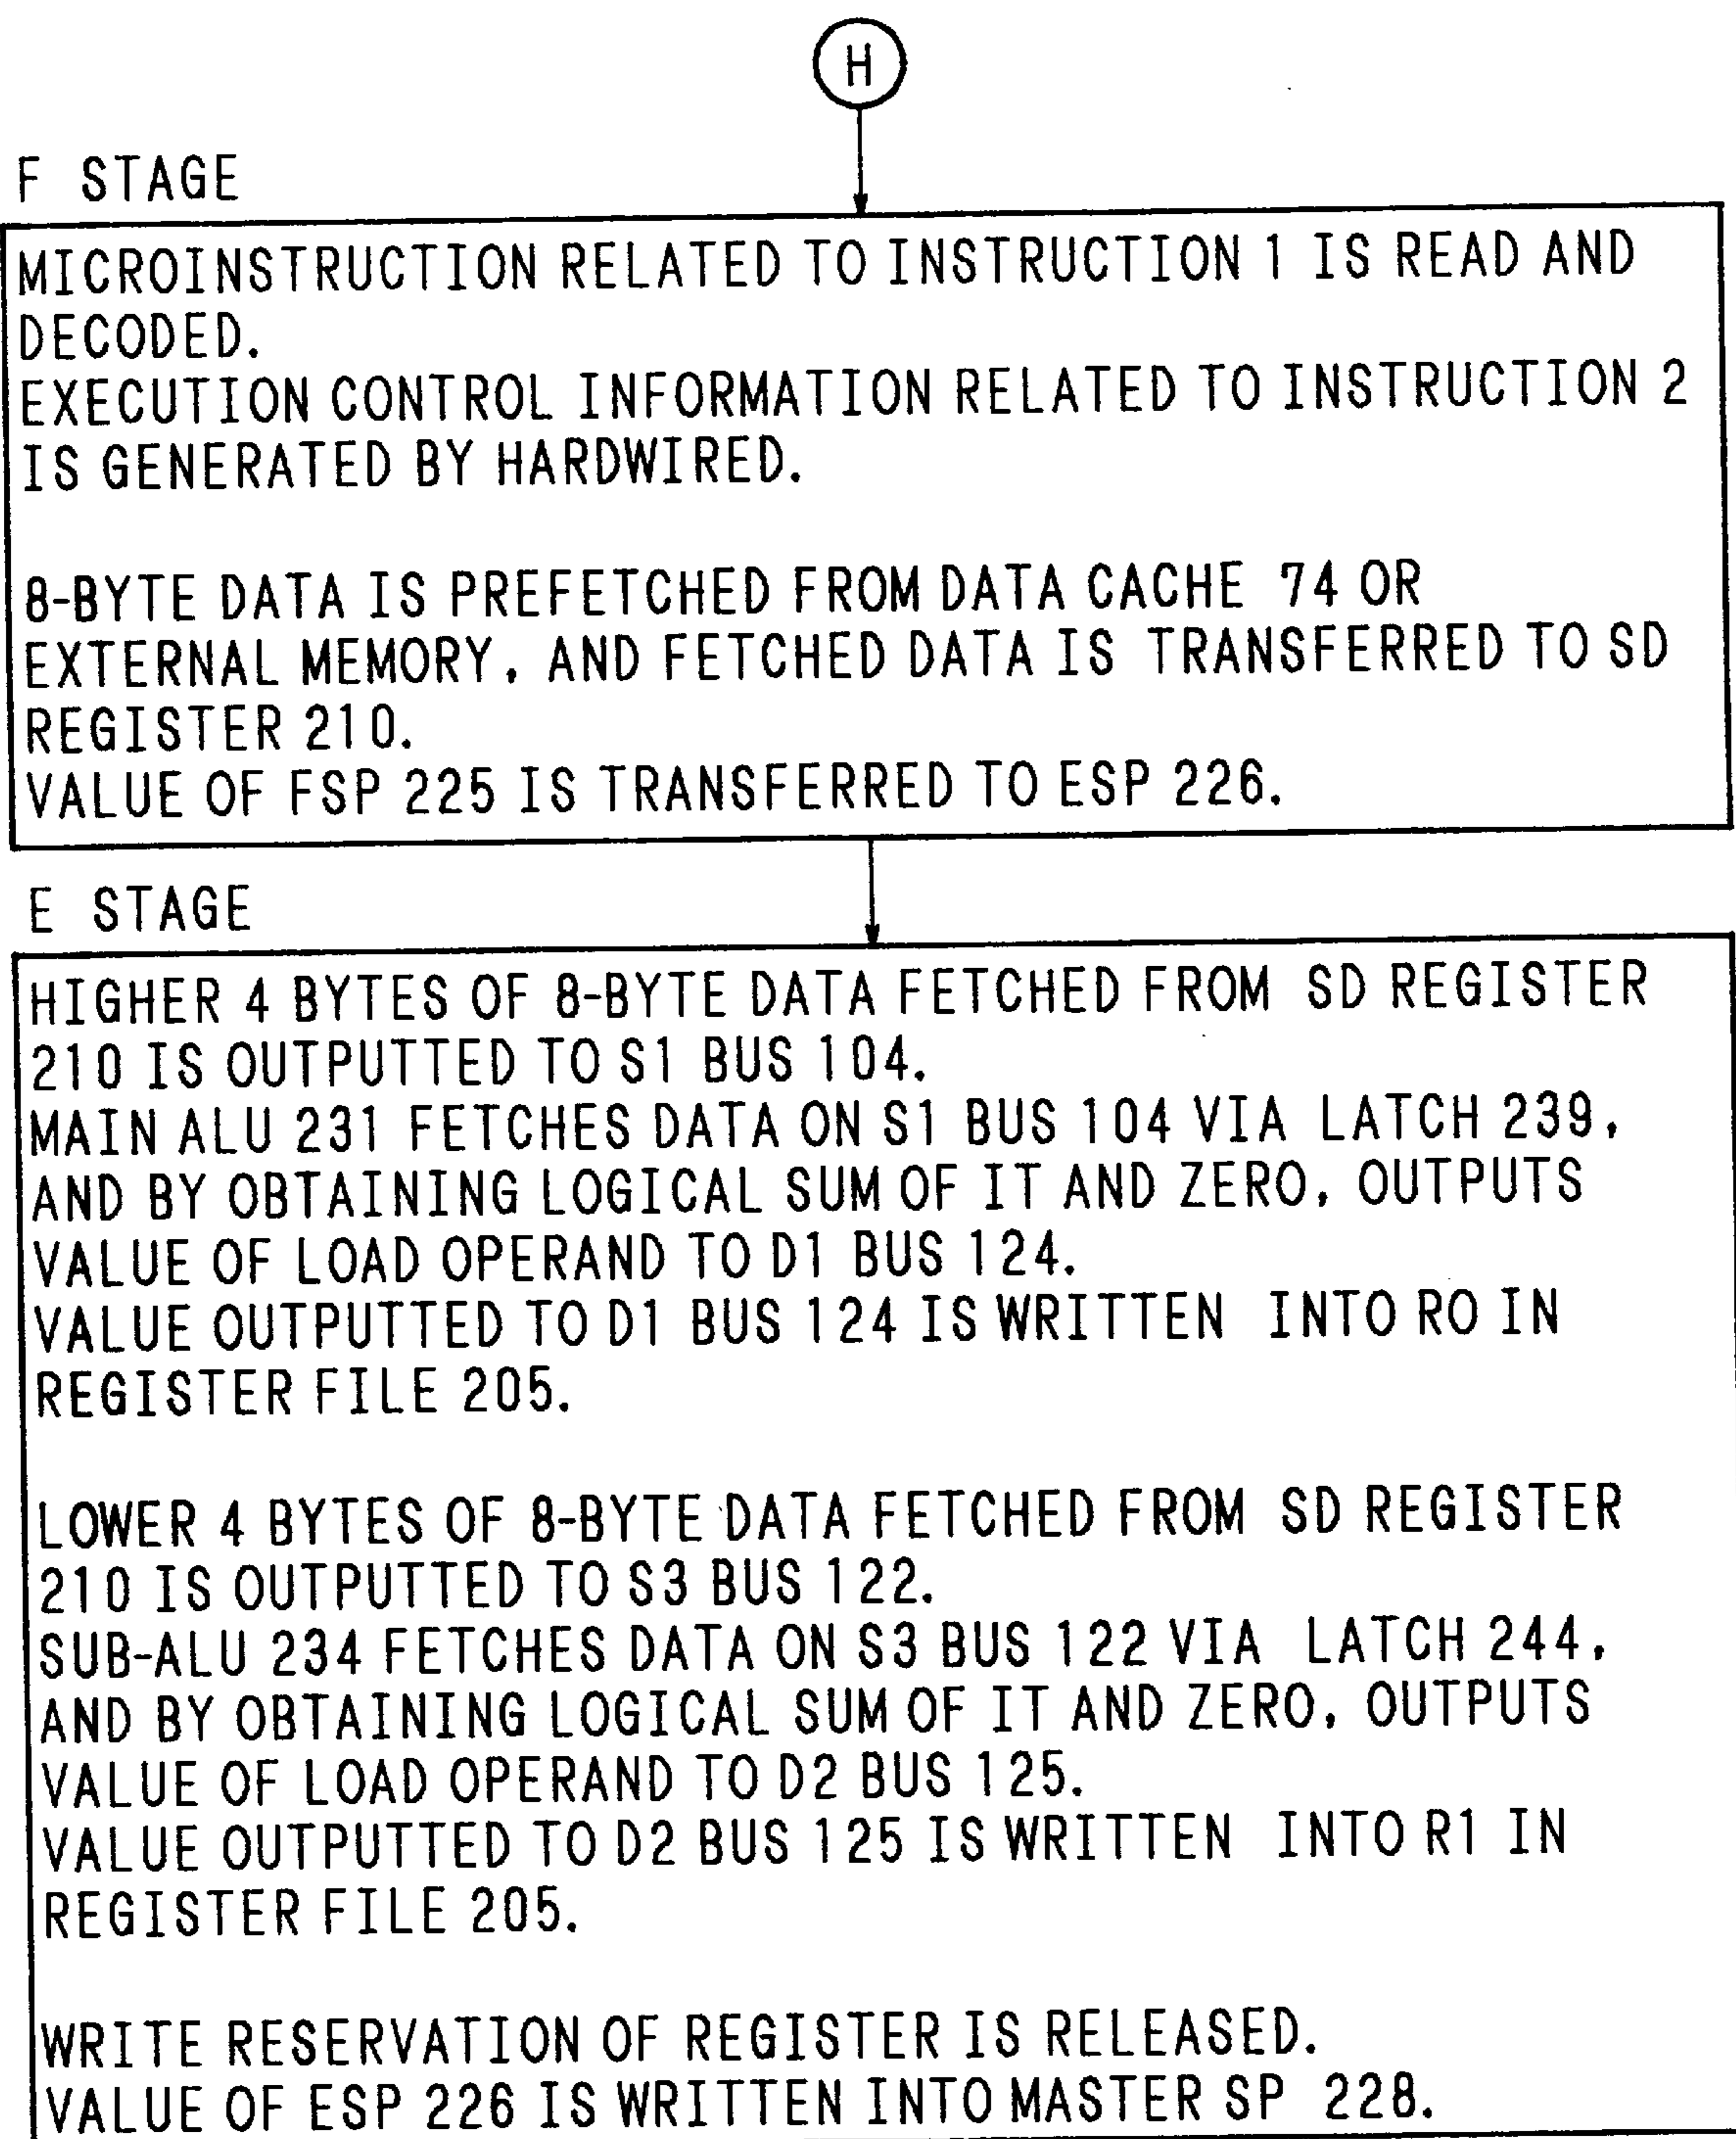 H
F STAGE
MICROINSTRUCTION RELATED TO INSTRUCTION 1 IS READ AND
DECODED.
EXECUTION CONTROL INFORMATION RELATED TO INSTRUCTION 2
IS GENERATED BY HARDWIRED.
8-BYTE DATA IS PREFETCHED FROM DATA CACHE 74 OR
EXTERNAL MEMORY, AND FETCHED DATA IS TRANSFERRED TO SD
REGISTER 210.
VALUE OF FSP 225 IS TRANSFERRED TO ESP 226.
E STAGE
HIGHER 4 BYTES OF 8-BYTE DATA FETCHED FROM SD REGISTER
210 IS OUTPUTTED TO S1 BUS 104.
MAIN ALU 231 FETCHES DATA ON S1 BUS 104 VIA LATCH 239,
AND BY OBTAINING LOGICAL SUM OF IT AND ZERO, OUTPUTS
VALUE OF LOAD OPERAND TO D1 BUS 124.
VALUE OUTPUTTED TO D1 BUS 124 IS WRITTEN INTO R0 IN
REGISTER FILE 205.
LOWER 4 BYTES OF 8-BYTE DATA FETCHED FROM SD REGISTER
210 IS OUTPUTTED TO S3 BUS 122.
SUB-ALU 234 FETCHES DATA ON S3 BUS 122 VIA LATCH 244,
AND BY OBTAINING LOGICAL SUM OF IT AND ZERO, OUTPUTS
VALUE OF LOAD OPERAND TO D2 BUS 125.
VALUE OUTPUTTED TO D2 BUS 125 IS WRITTEN INTO R1 IN
REGISTER FILE 205.
WRITE RESERVATION OF REGISTER IS RELEASED.
VALUE OF ESP 226 IS WRITTEN INTO MASTER SP 228.